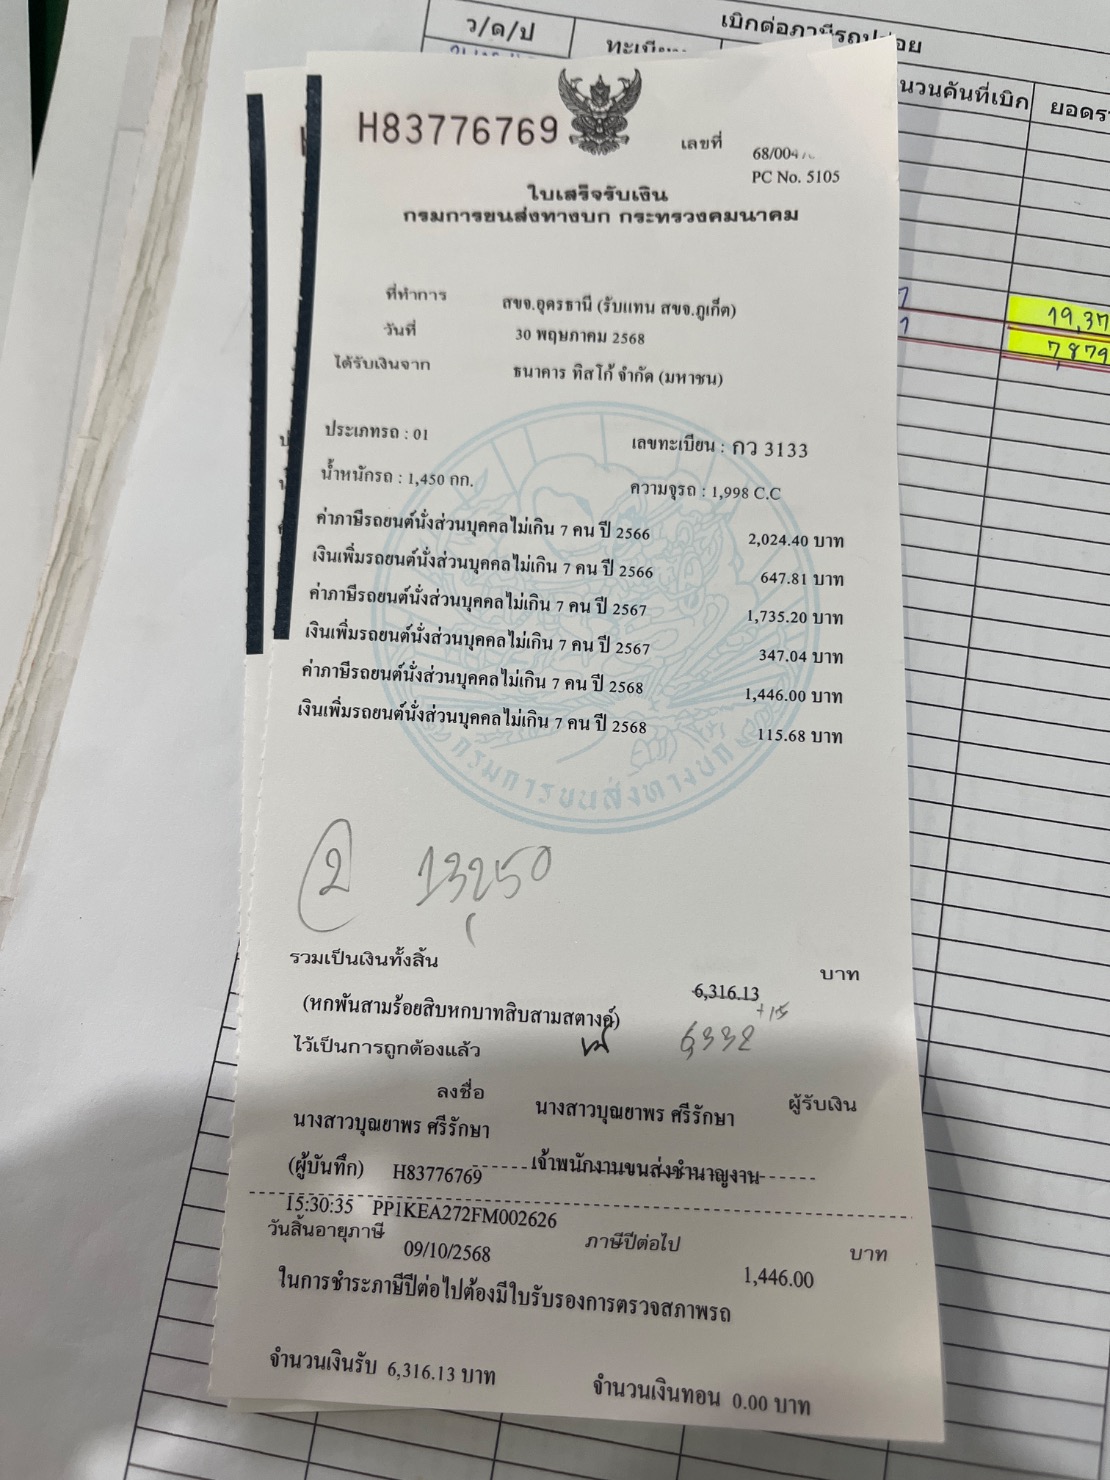 ว/ด/ป
เบิกต่อภาษีรถปล่อย
จำนวนคันที่เบิก
19,37
7,879
H83776769
เลขที่
68/004
PC No. 5105
ใบเสร็จรับเงิน
กรมการขนส่งทางบก กระทรวงคมนาคม
ที่ทำการ สขจ.อุดรธานี (รับแทน สขจ.ภูเก็ต)
วันที่ 30 พฤษภาคม 2568
ได้รับเงินจาก ธนาคาร ทิสโก้ จำกัด (มหาชน)
ประเภทรถ : 01 เลขทะเบียน : กว 3133
น้ำหนักรถ : 1,450 กก. ความจุรถ : 1,998 C.C
ค่าภาษีรถยนต์นั่งส่วนบุคคลไม่เกิน 7 คน ปี 2566 2,024.40 บาท
เงินเพิ่มรถยนต์นั่งส่วนบุคคลไม่เกิน 7 คน ปี 2566 647.81 บาท
ค่าภาษีรถยนต์นั่งส่วนบุคคลไม่เกิน 7 คน ปี 2567 1,735.20 บาท
เงินเพิ่มรถยนต์นั่งส่วนบุคคลไม่เกิน 7 คน ปี 2567 347.04 บาท
ค่าภาษีรถยนต์นั่งส่วนบุคคลไม่เกิน 7 คน ปี 2568 1,446.00 บาท
เงินเพิ่มรถยนต์นั่งส่วนบุคคลไม่เกิน 7 คน ปี 2568 115.68 บาท
กรมการขนส่งทางบก
2 13,250
รวมเป็นเงินทั้งสิ้น 6,316.13 บาท
+15
(หกพันสามร้อยสิบหกบาทสิบสามสตางค์)
6,332
ไว้เป็นการถูกต้องแล้ว
ลงชื่อ นางสาวบุณยาพร ศรีรักษา ผู้รับเงิน
นางสาวบุณยาพร ศรีรักษา
(ผู้บันทึก) H83776769 เจ้าพนักงานขนส่งชำนาญงาน
15:30:35 PP1KEA272FM002626
วันสิ้นอายุภาษี 09/10/2568 ภาษีปีต่อไป 1,446.00 บาท
ในการชำระภาษีปีต่อไปต้องมีใบรับรองการตรวจสภาพรถ
จำนวนเงินรับ 6,316.13 บาท จำนวนเงินทอน 0.00 บาท